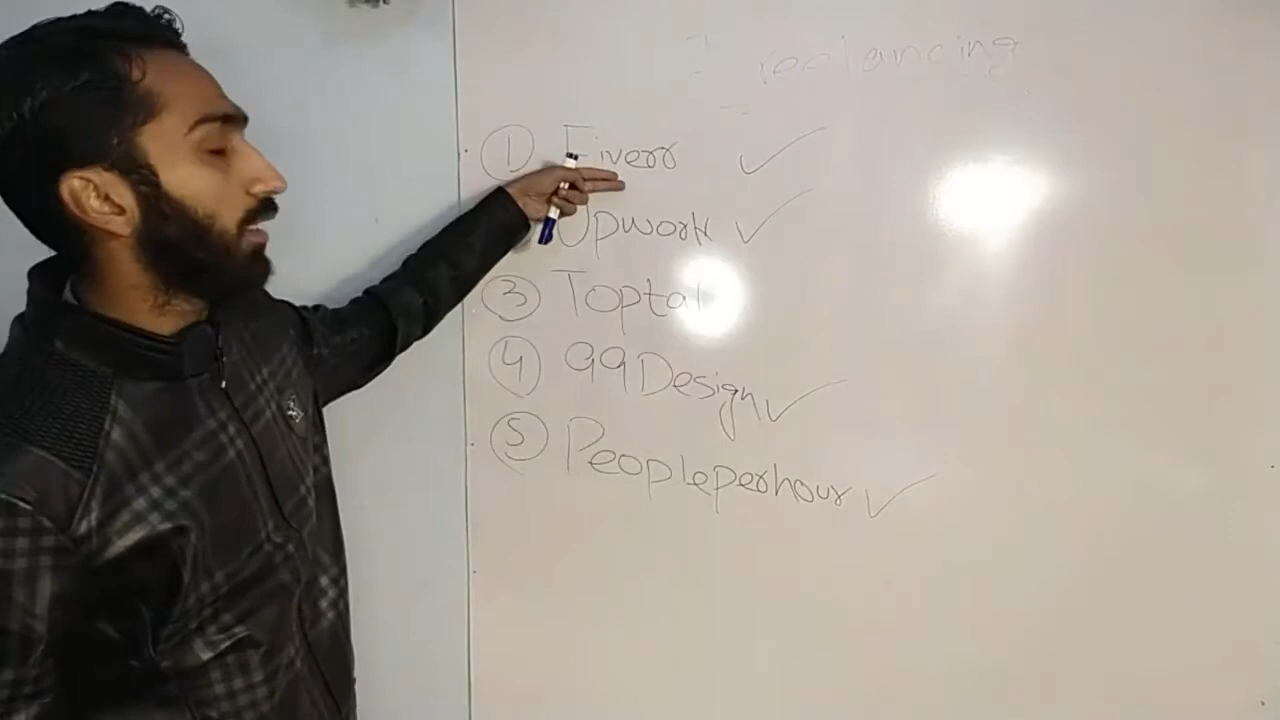 Freelancing
① Fiverr ✓
Upwork ✓
③ Toptal
④ 99Design ✓
⑤ Peopleperhour ✓